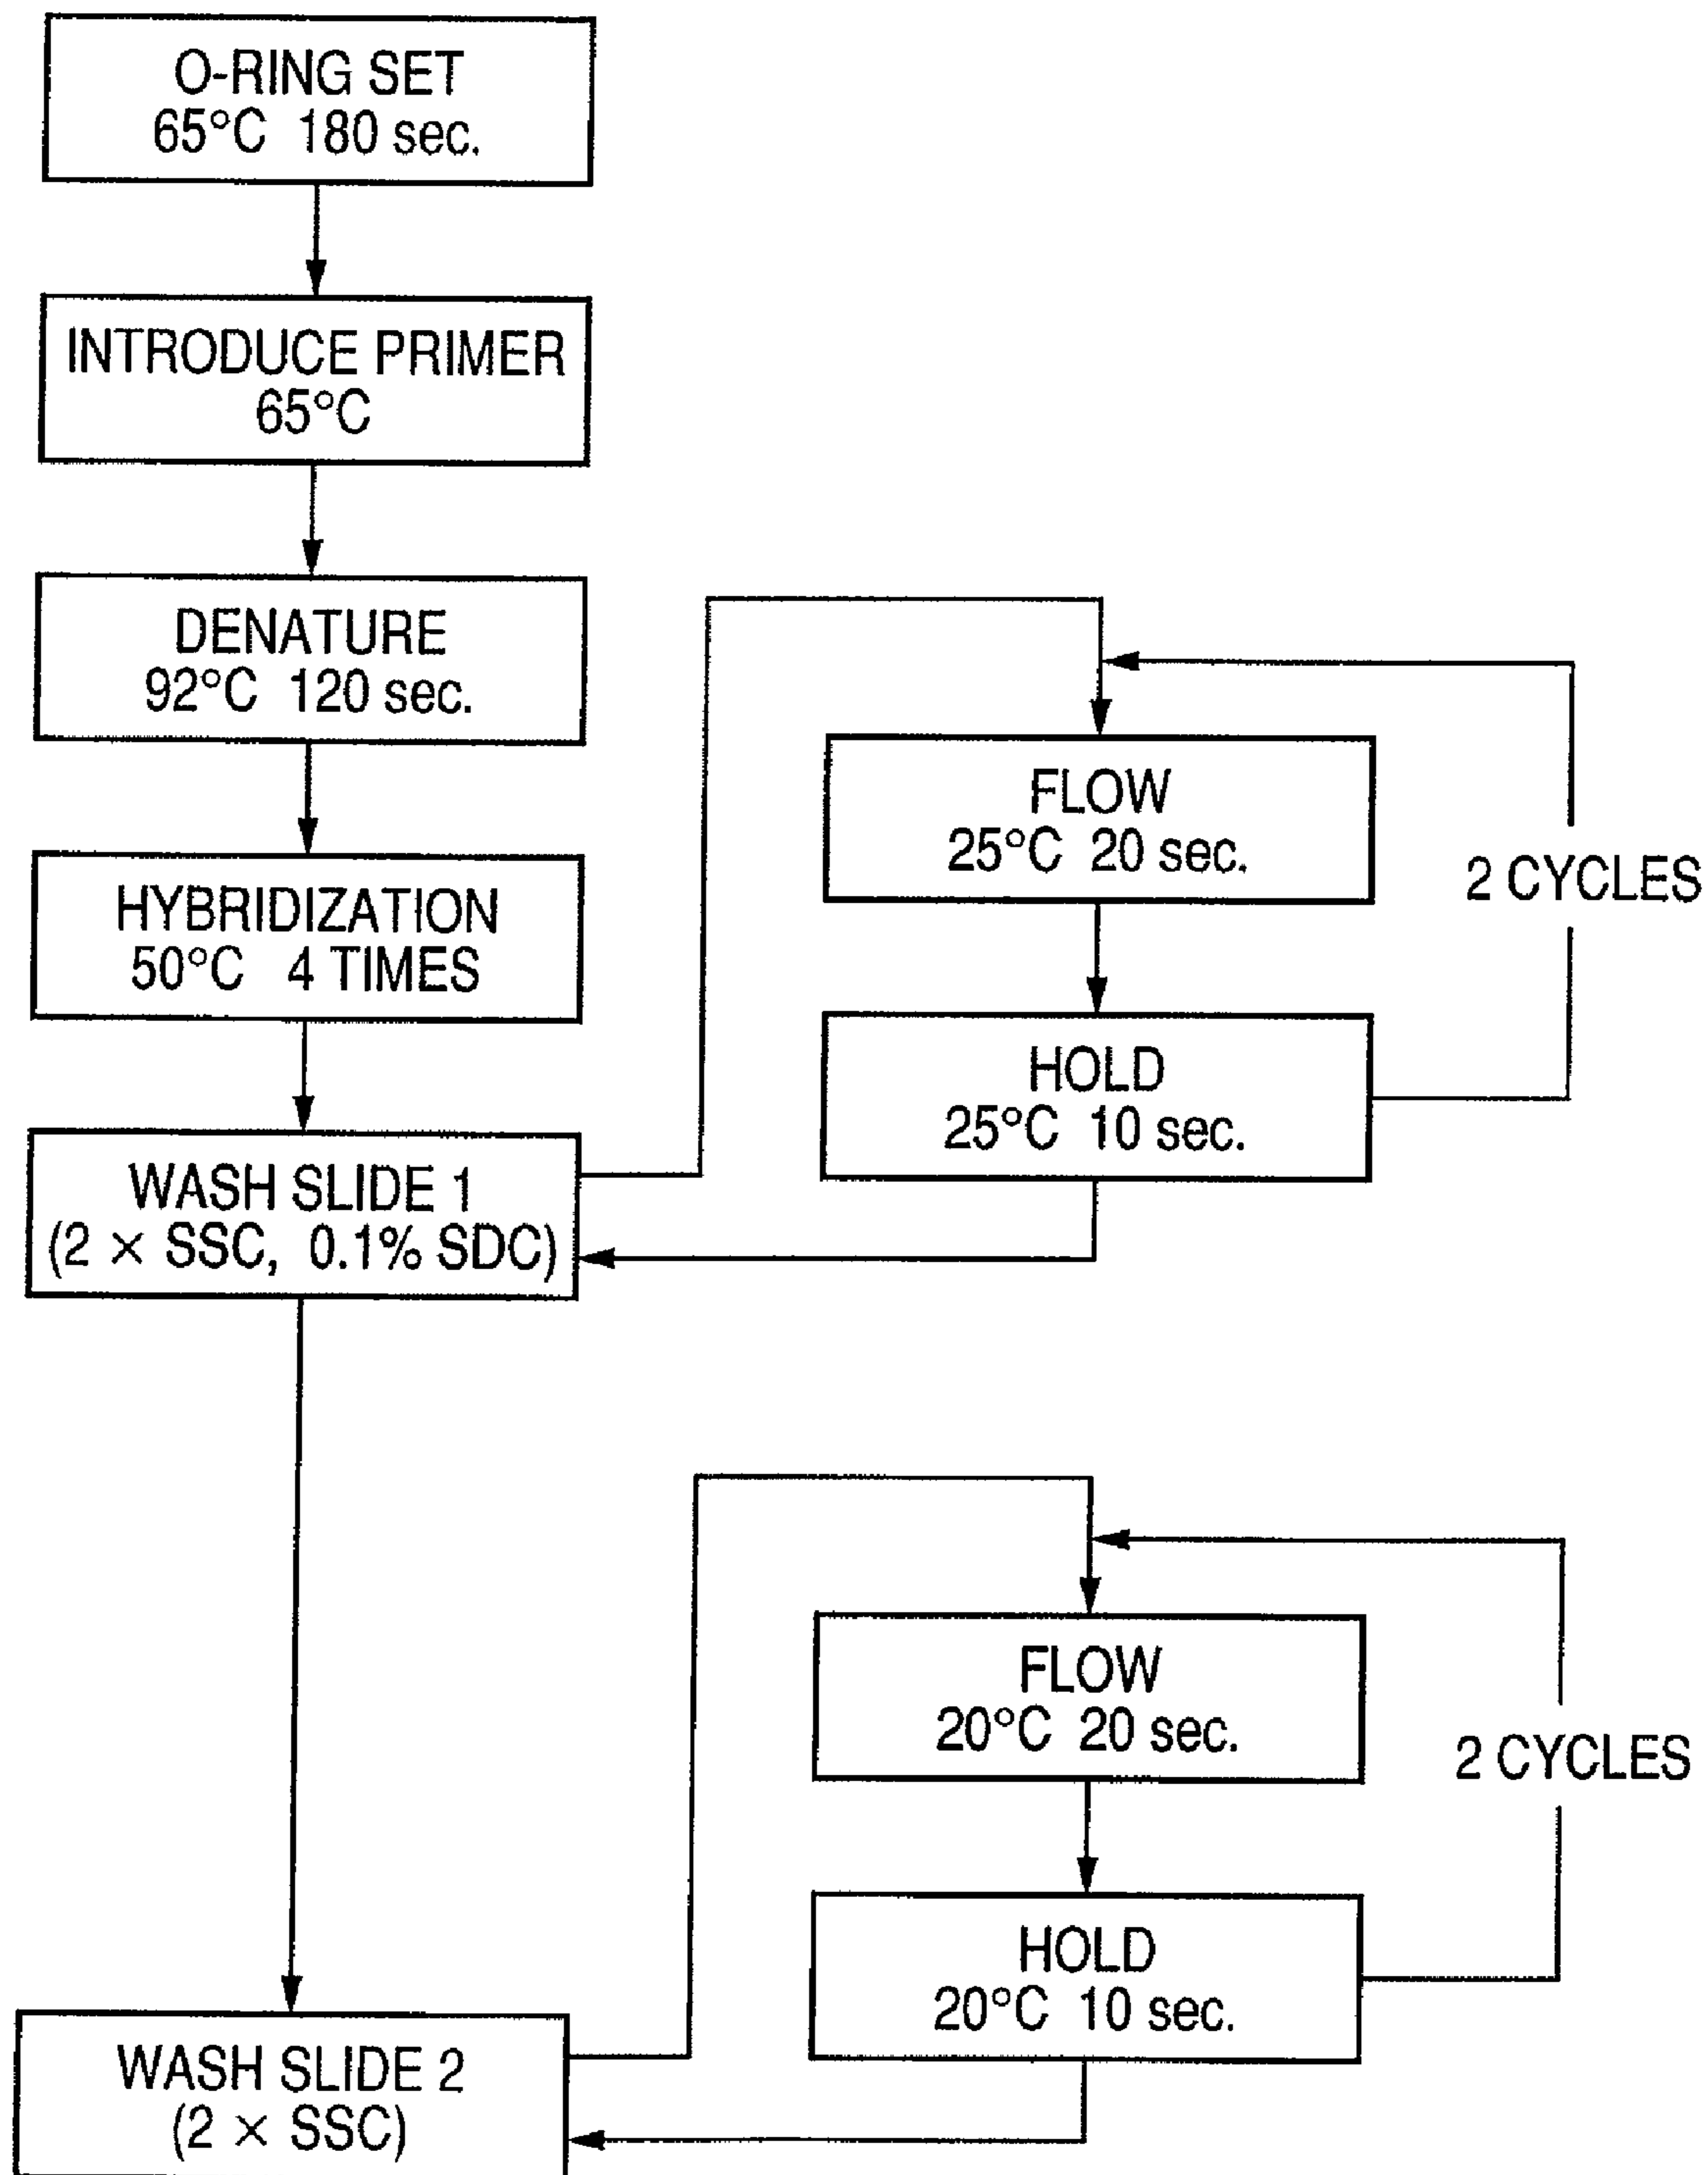 O-RING SET
65°C 180 sec.
INTRODUCE PRIMER
65°C
DENATURE
92°C 120 sec.
HYBRIDIZATION
50°C 4 TIMES
WASH SLIDE 1
(2 × SSC, 0.1% SDC)
FLOW
25°C 20 sec.
HOLD
25°C 10 sec.
2 CYCLES
WASH SLIDE 2
(2 × SSC)
FLOW
20°C 20 sec.
HOLD
20°C 10 sec.
2 CYCLES